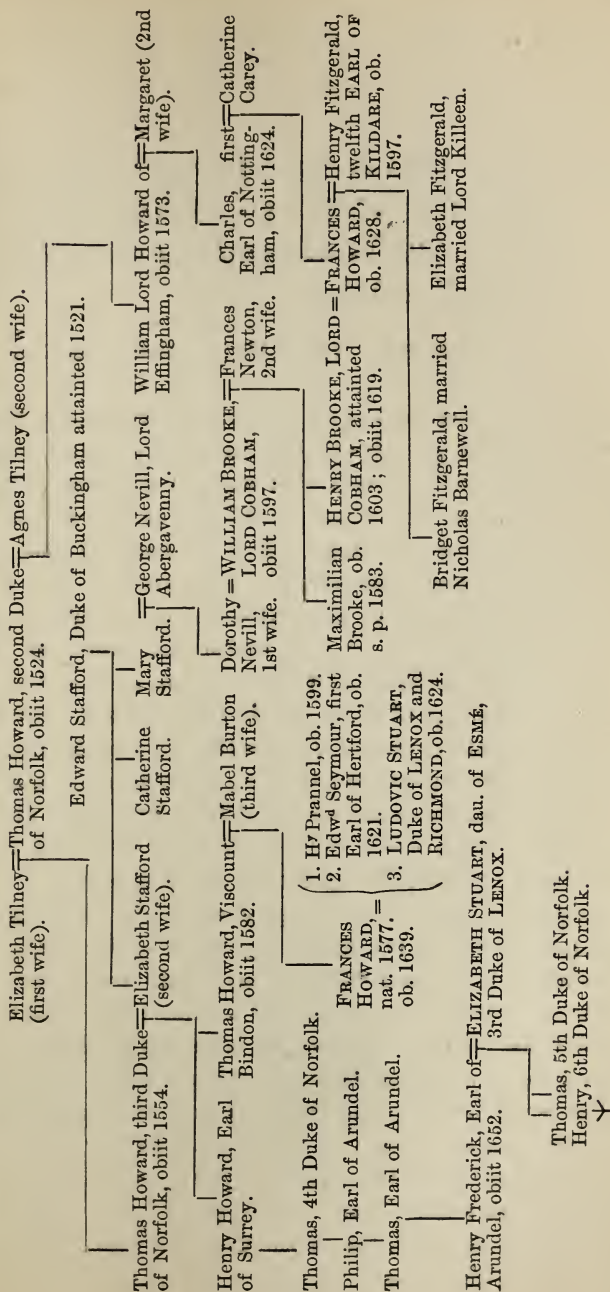 Elizabeth Tilney=Thomas Howard, second Duke=Agnes Tilney (second wife).
(first wife). of Norfolk, obiit 1524.
Edward Stafford, Duke of Buckingham attainted 1521.
Thomas Howard, third Duke=Elizabeth Stafford
of Norfolk, obiit 1554. (second wife).
Catherine
Stafford.
Mary
Stafford.
=George Nevill, Lord
Abergavenny.
William Lord Howard of=Margaret (2nd
Effingham, obiit 1573. wife).
Henry Howard, Earl
of Surrey.
Thomas Howard, Viscount=Mabel Burton
Bindon, obiit 1582. (third wife).
Dorothy = WILLIAM BROOKE,=Frances
Nevill, LORD COBHAM, Newton,
1st wife. obiit 1597. 2nd wife.
Charles, first=Catherine
Earl of Notting- Carey.
ham, obiit 1624.
Thomas, 4th Duke of Norfolk.
Philip, Earl of Arundel.
Thomas, Earl of Arundel.
FRANCES
HOWARD, =
nat. 1577.
ob. 1639.
1. Hʸ Prannel, ob. 1599.
2. Edwᵈ Seymour, first
Earl of Hertford, ob.
1621.
3. LUDOVIC STUART,
Duke of LENOX and
RICHMOND, ob. 1624.
Maximilian
Brooke, ob.
s. p. 1583.
HENRY BROOKE, LORD=FRANCES=Henry Fitzgerald,
COBHAM, attainted HOWARD, twelfth EARL OF
1603; obiit 1619. ob. 1628. KILDARE, ob.
1597.
Bridget Fitzgerald, married
Nicholas Barnewell.
Elizabeth Fitzgerald,
married Lord Killeen.
Henry Frederick, Earl of=ELIZABETH STUART, dau. of ESMÉ,
Arundel, obiit 1652. 3rd Duke of LENOX.
Thomas, 5th Duke of Norfolk.
Henry, 6th Duke of Norfolk.